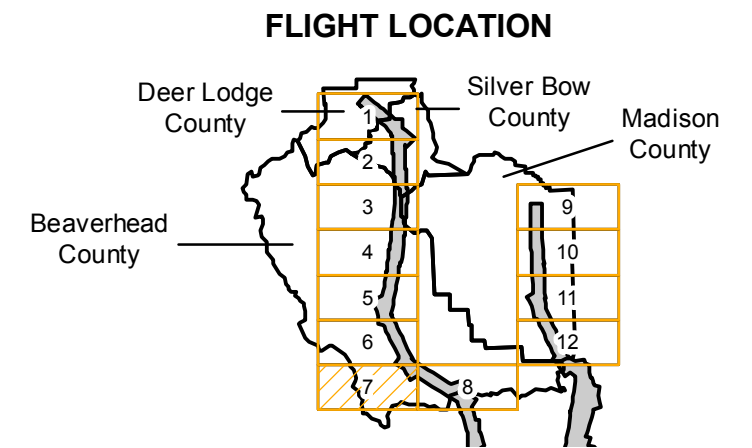 FLIGHT LOCATION
Deer Lodge
County
Silver Bow
County
Madison
County
Beaverhead
County
1
2
3
4
5
6
7
8
9
10
11
12